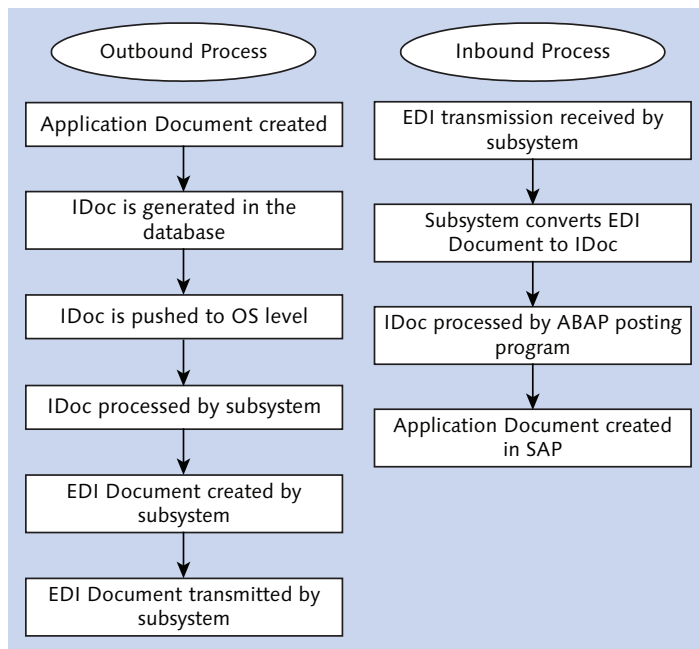 Outbound Process
Application Document created
IDoc is generated in the
database
IDoc is pushed to OS level
IDoc processed by subsystem
EDI Document created by
subsystem
EDI Document transmitted by
subsystem
Inbound Process
EDI transmission received by
subsystem
Subsystem converts EDI
Document to IDoc
IDoc processed by ABAP posting
program
Application Document created
in SAP